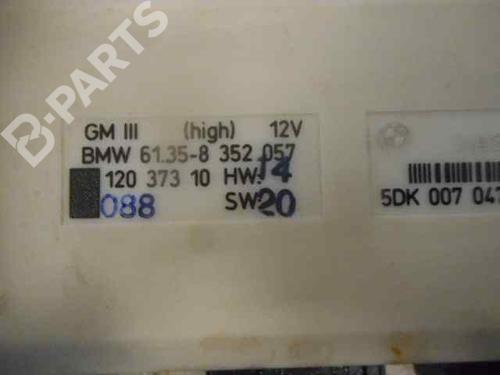 B-PARTS
GM III (high) 12V
BMW 61.35-8 352 057
120 373 10 HW: 14
088 SW: 20
5DK 007 047